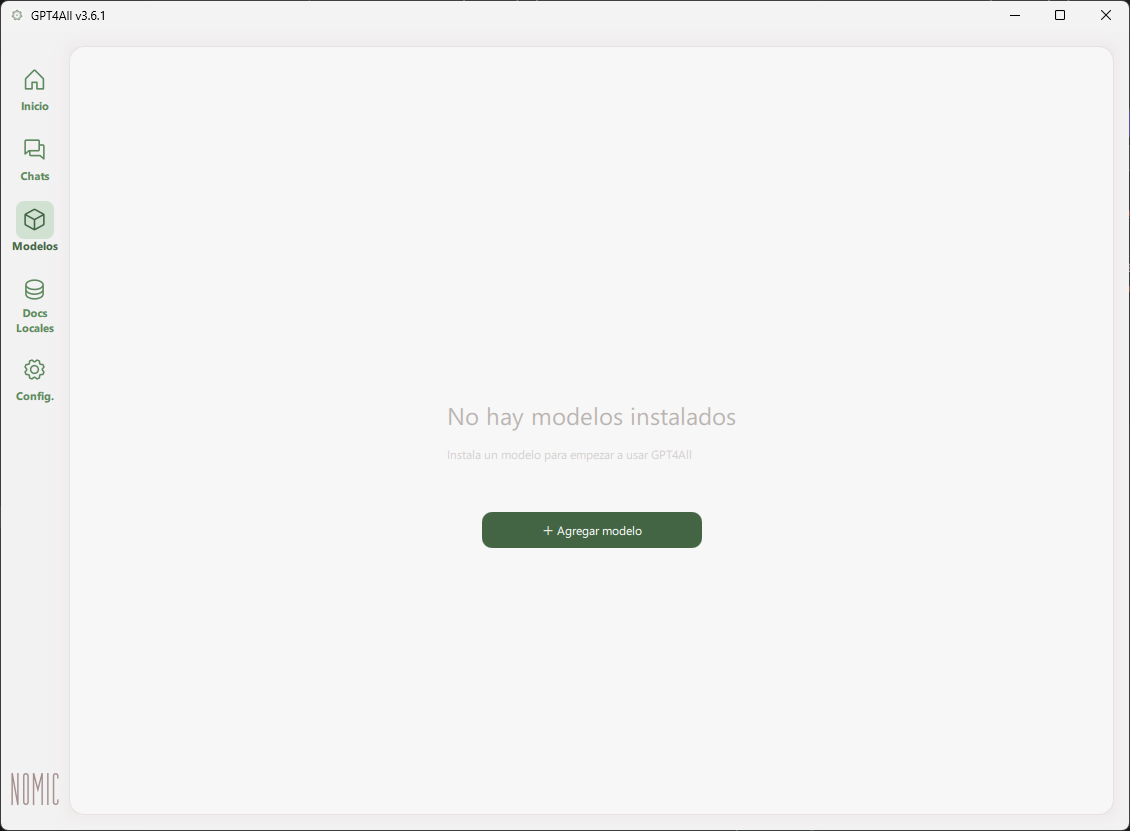 GPT4All v3.6.1
Inicio
Chats
Modelos
Docs
Locales
Config.
No hay modelos instalados
Instala un modelo para empezar a usar GPT4All
+ Agregar modelo
NOMIC